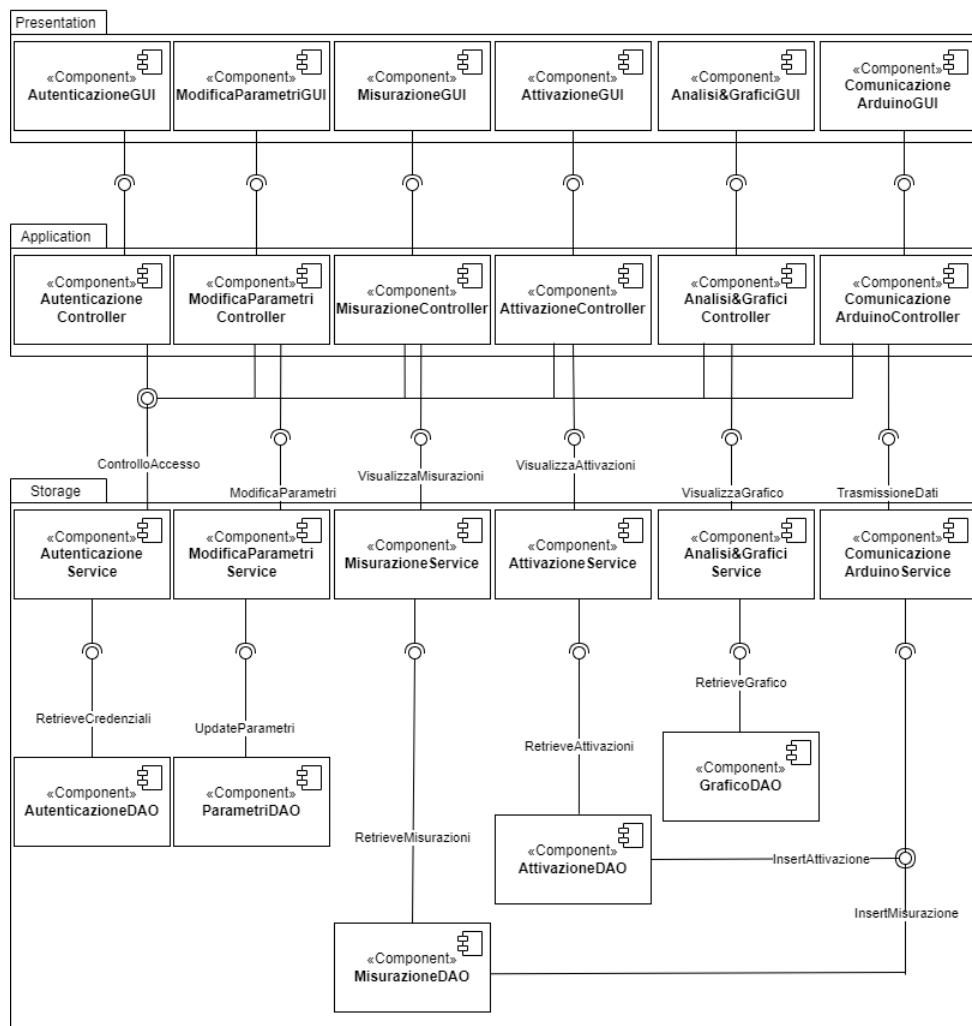 Presentation
«Component»
AutenticazioneGUI
«Component»
ModificaParametriGUI
«Component»
MisurazioneGUI
«Component»
AttivazioneGUI
«Component»
Analisi&GraficiGUI
«Component»
Comunicazione
ArduinoGUI
Application
«Component»
Autenticazione
Controller
«Component»
ModificaParametri
Controller
«Component»
MisurazioneController
«Component»
AttivazioneController
«Component»
Analisi&Grafici
Controller
«Component»
Comunicazione
ArduinoController
ControlloAccesso
ModificaParametri
VisualizzaMisurazioni
VisualizzaAttivazioni
VisualizzaGrafico
TrasmissioneDati
Storage
«Component»
Autenticazione
Service
«Component»
ModificaParametri
Service
«Component»
MisurazioneService
«Component»
AttivazioneService
«Component»
Analisi&Grafici
Service
«Component»
Comunicazione
ArduinoService
RetrieveCredenziali
UpdateParametri
RetrieveMisurazioni
RetrieveAttivazioni
RetrieveGrafico
«Component»
AutenticazioneDAO
«Component»
ParametriDAO
«Component»
GraficoDAO
«Component»
AttivazioneDAO
InsertAttivazione
InsertMisurazione
«Component»
MisurazioneDAO